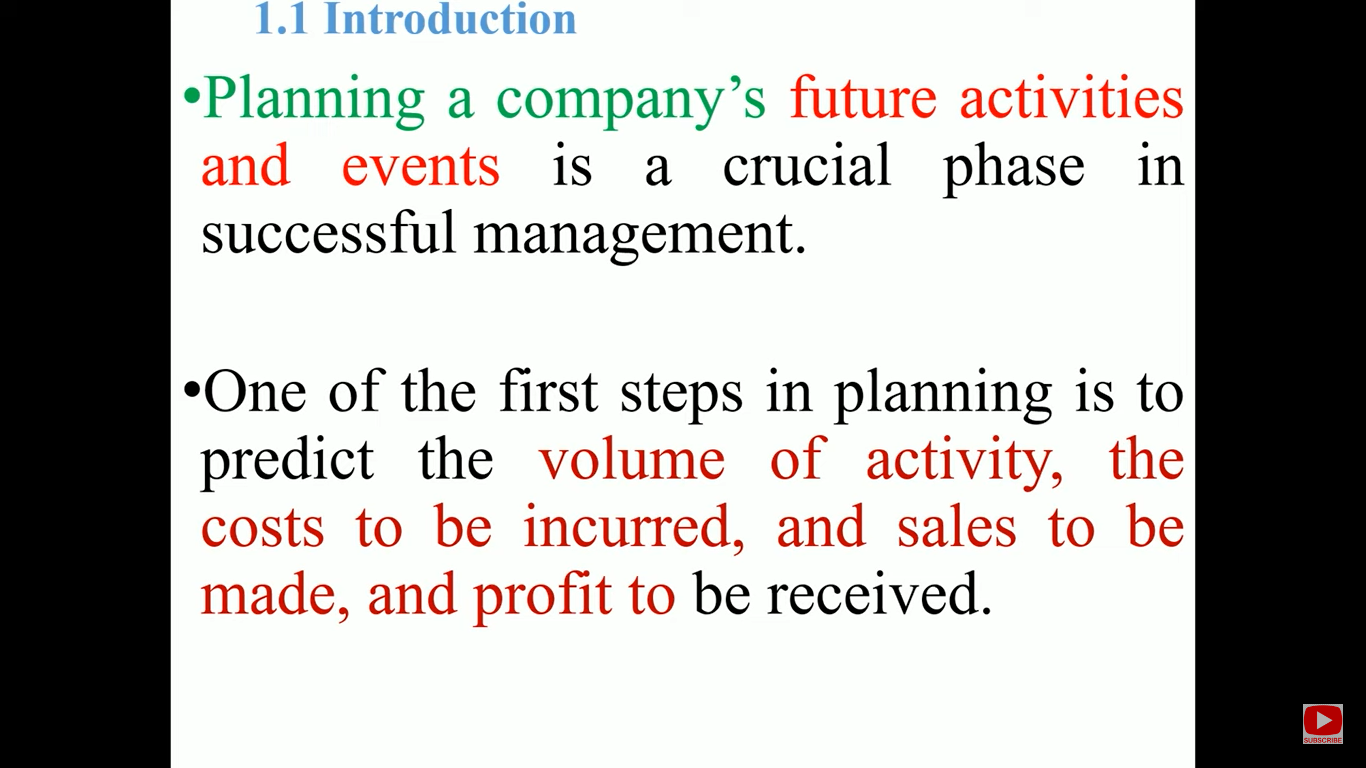 1.1 Introduction
•Planning a company’s future activities
and events is a crucial phase in
successful management.
•One of the first steps in planning is to
predict the volume of activity, the
costs to be incurred, and sales to be
made, and profit to be received.
SUBSCRIBE